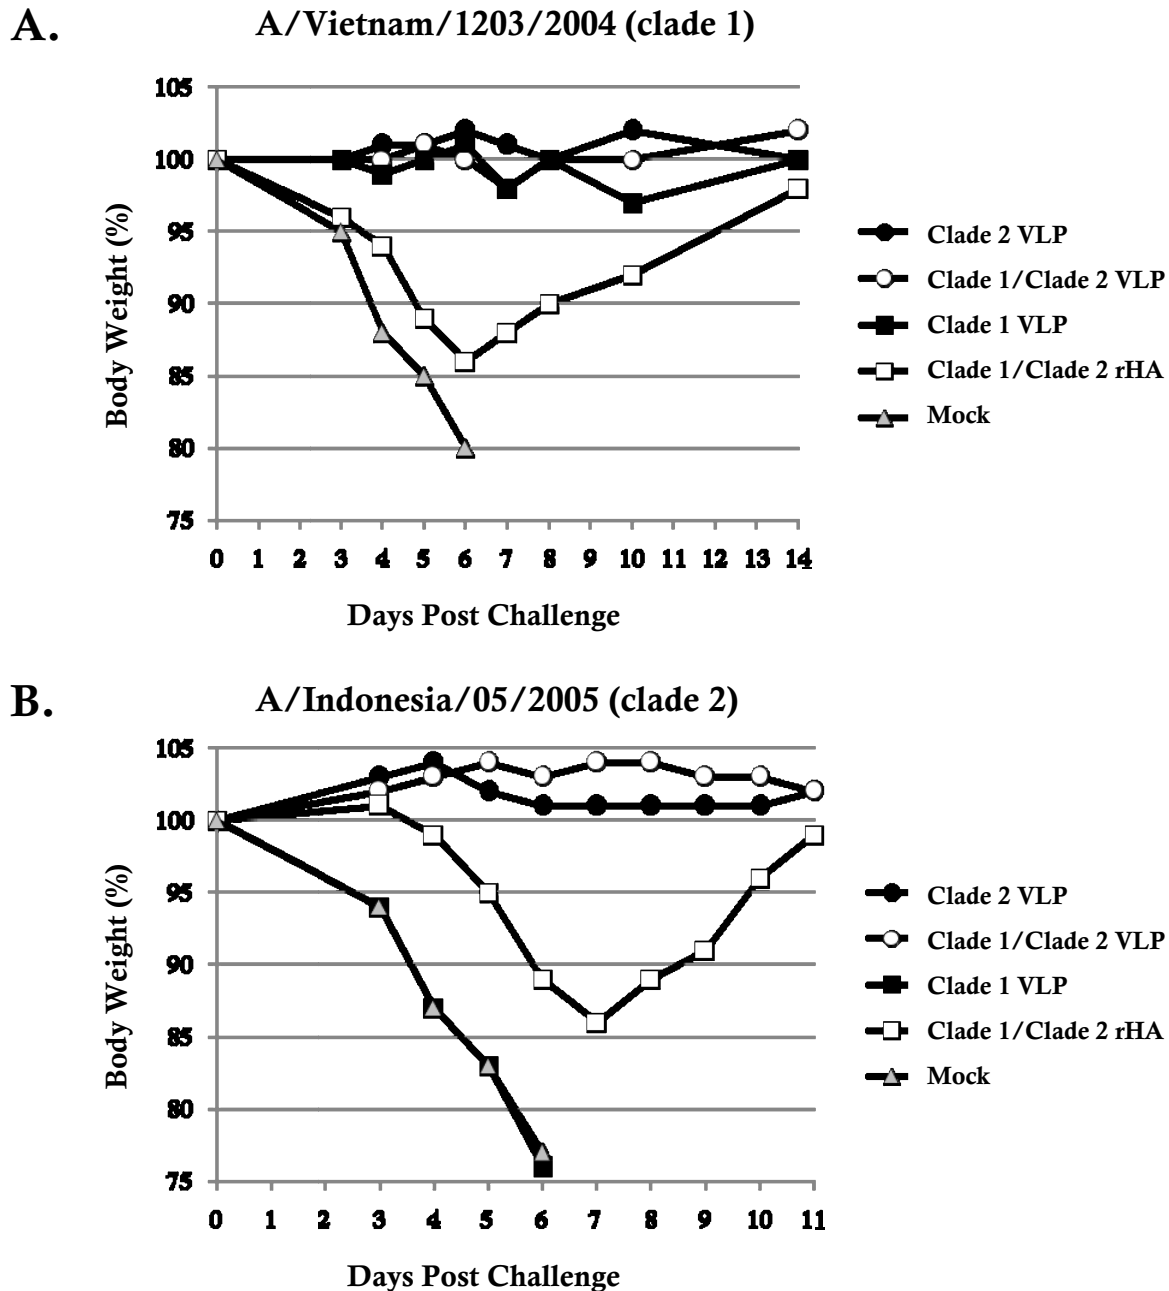 A.
A/Vietnam/1203/2004 (clade 1)
105
100
95
90
85
80
75
Body Weight (%)
0 1 2 3 4 5 6 7 8 9 10 11 12 13 14
Days Post Challenge
Clade 2 VLP
Clade 1/Clade 2 VLP
Clade 1 VLP
Clade 1/Clade 2 rHA
Mock
B.
A/Indonesia/05/2005 (clade 2)
105
100
95
90
85
80
75
Body Weight (%)
0 1 2 3 4 5 6 7 8 9 10 11
Days Post Challenge
Clade 2 VLP
Clade 1/Clade 2 VLP
Clade 1 VLP
Clade 1/Clade 2 rHA
Mock